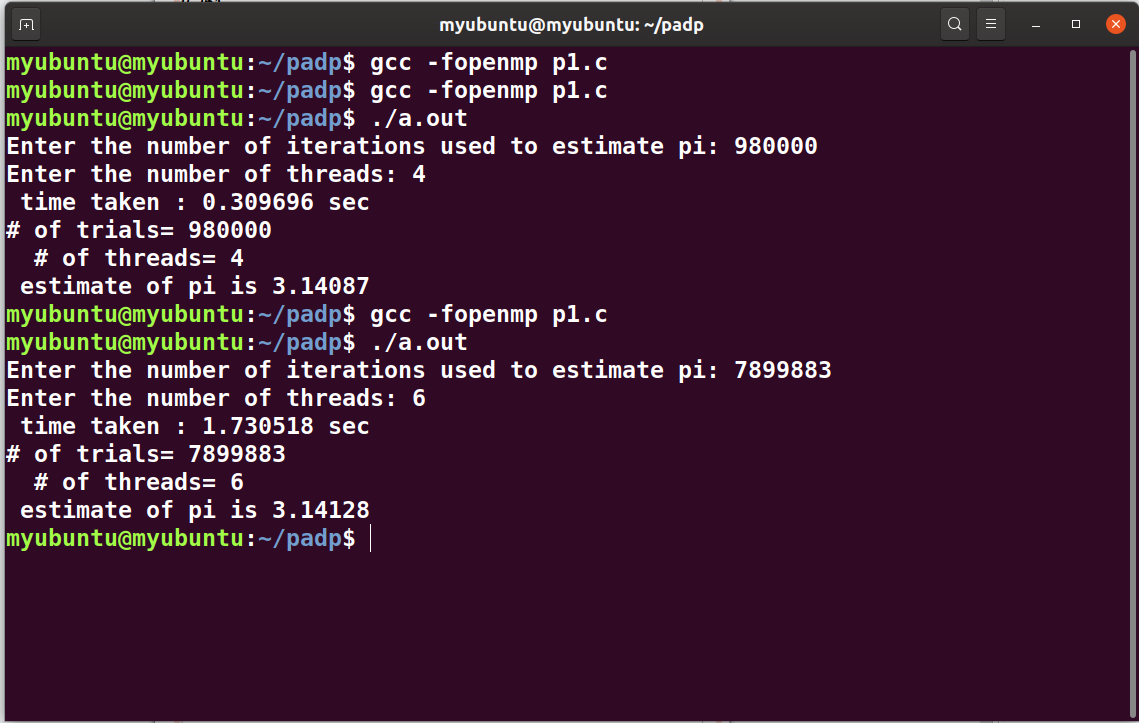 myubuntu@myubuntu: ~/padp
myubuntu@myubuntu:~/padp$ gcc -fopenmp p1.c
myubuntu@myubuntu:~/padp$ gcc -fopenmp p1.c
myubuntu@myubuntu:~/padp$ ./a.out
Enter the number of iterations used to estimate pi: 980000
Enter the number of threads: 4
 time taken : 0.309696 sec
# of trials= 980000
  # of threads= 4
 estimate of pi is 3.14087
myubuntu@myubuntu:~/padp$ gcc -fopenmp p1.c
myubuntu@myubuntu:~/padp$ ./a.out
Enter the number of iterations used to estimate pi: 7899883
Enter the number of threads: 6
 time taken : 1.730518 sec
# of trials= 7899883
  # of threads= 6
 estimate of pi is 3.14128
myubuntu@myubuntu:~/padp$